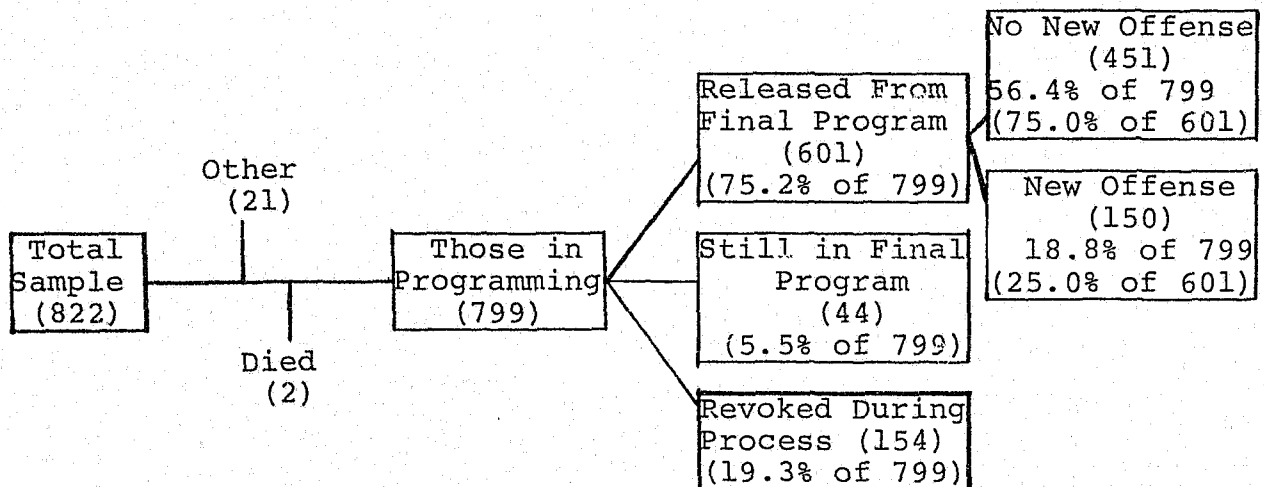 Total
Sample
(822)
Other
(21)
Died
(2)
Those in
Programming
(799)
Released From
Final Program
(601)
(75.2% of 799)
Still in Final
Program
(44)
(5.5% of 799)
Revoked During
Process (154)
(19.3% of 799)
No New Offense
(451)
56.4% of 799
(75.0% of 601)
New Offense
(150)
18.8% of 799
(25.0% of 601)